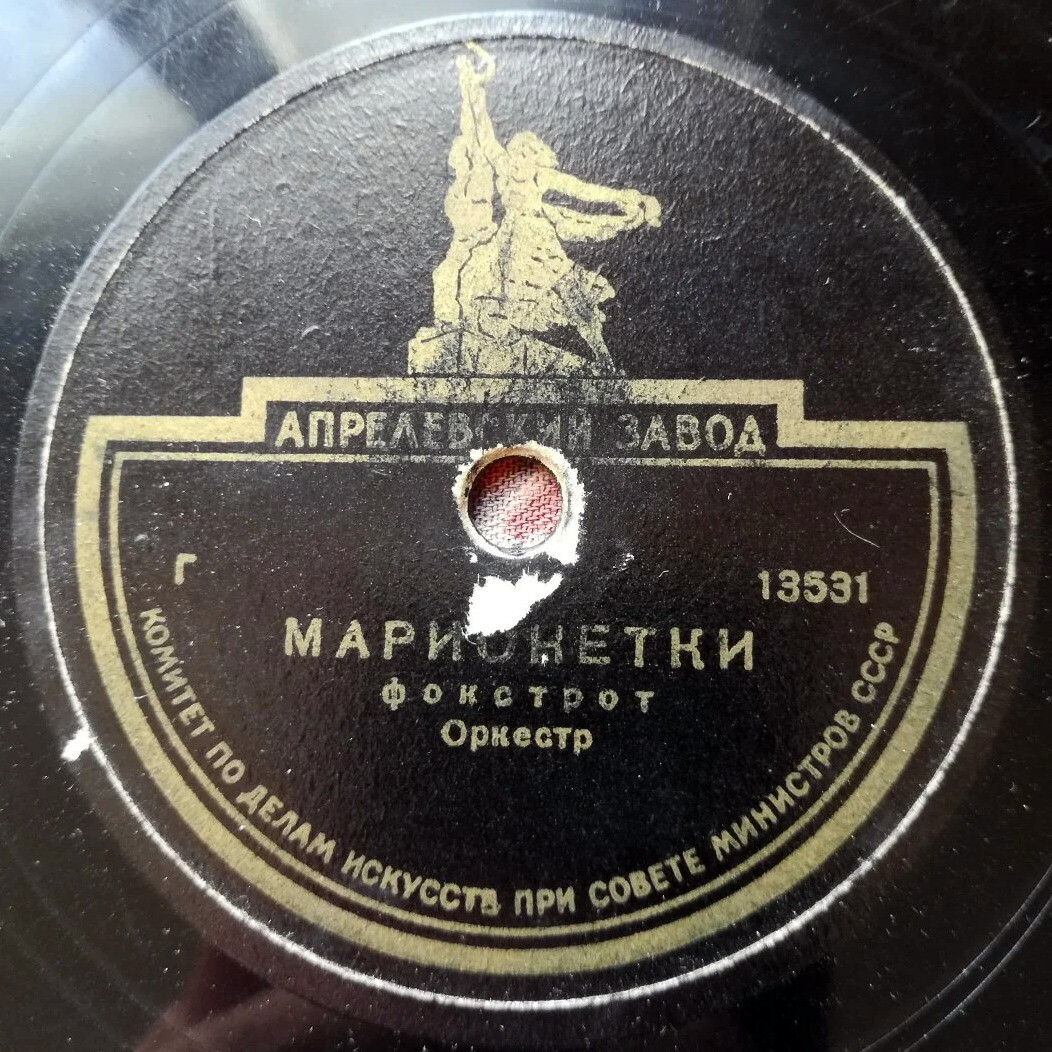 АПРЕЛЕВСКИЙ ЗАВОД
Г
13531
МАРИОНЕТКИ
фокстрот
Оркестр
КОМИТЕТ ПО ДЕЛАМ ИСКУССТВ ПРИ СОВЕТЕ МИНИСТРОВ СССР